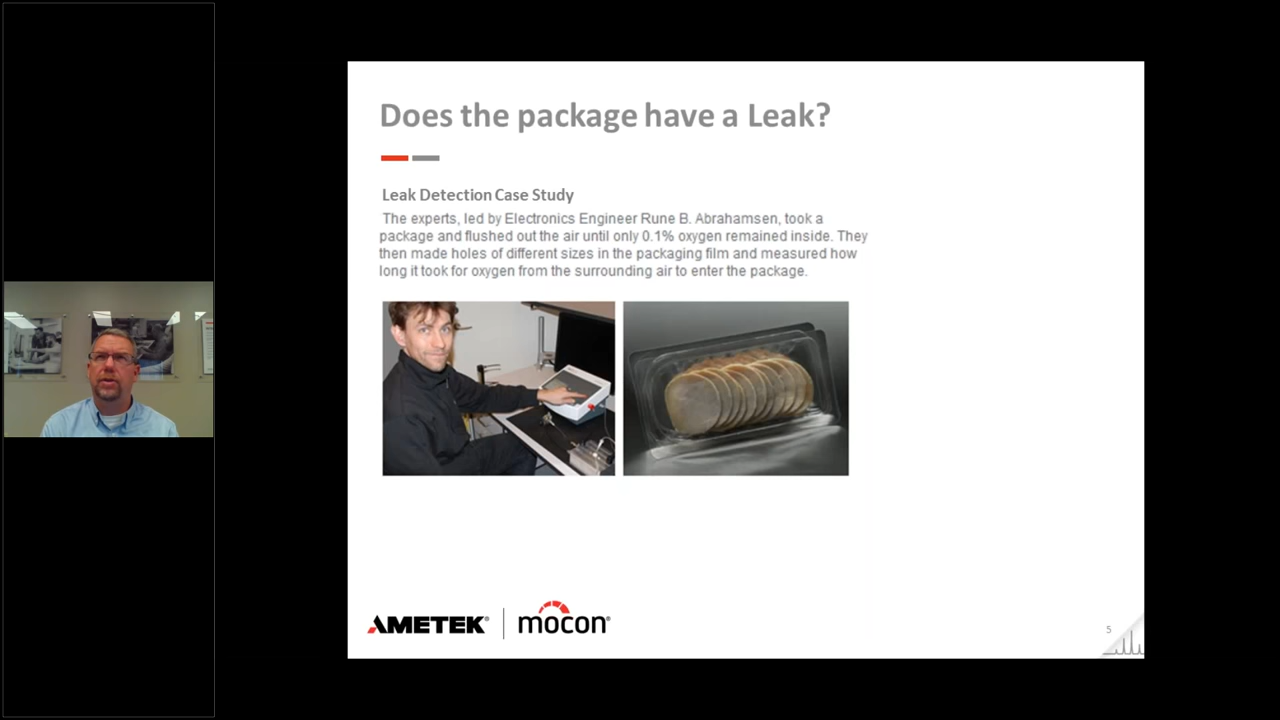 Does the package have a Leak?
Leak Detection Case Study
The experts, led by Electronics Engineer Rune B. Abrahamsen, took a
package and flushed out the air until only 0.1% oxygen remained inside. They
then made holes of different sizes in the packaging film and measured how
long it took for oxygen from the surrounding air to enter the package.
AMETEK® mocon®
5